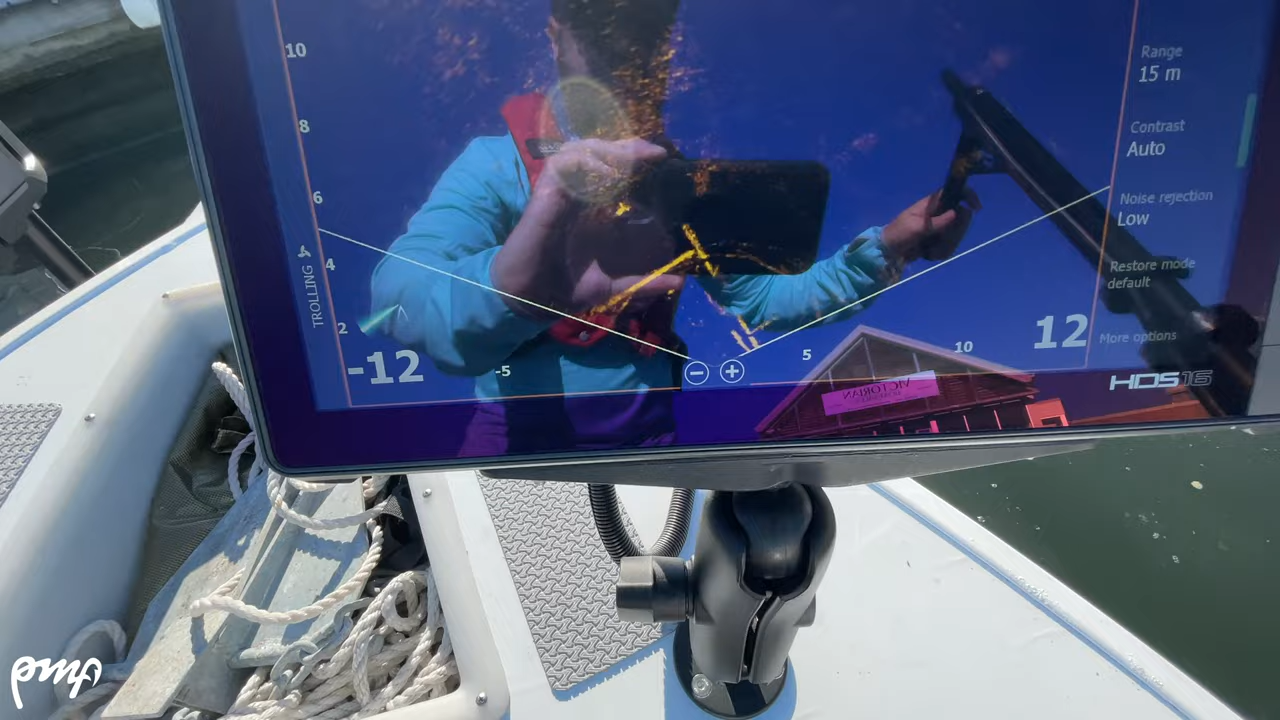 10
8
6
4
2
TROLLING
-12
-5
5
10
12
Range
15 m
Contrast
Auto
Noise rejection
Low
Restore mode
default
More options
HDS16
VICTORIAN
pmp